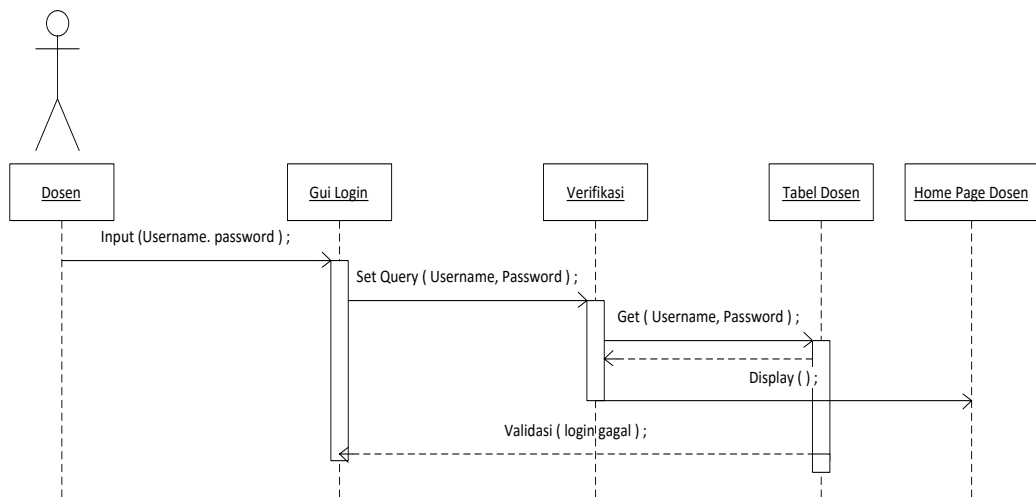 Dosen
Gui Login
Verifikasi
Tabel Dosen
Home Page Dosen
Input (Username. password ) ;
Set Query ( Username, Password ) ;
Get ( Username, Password ) ;
Display ( ) ;
Validasi ( login gagal ) ;